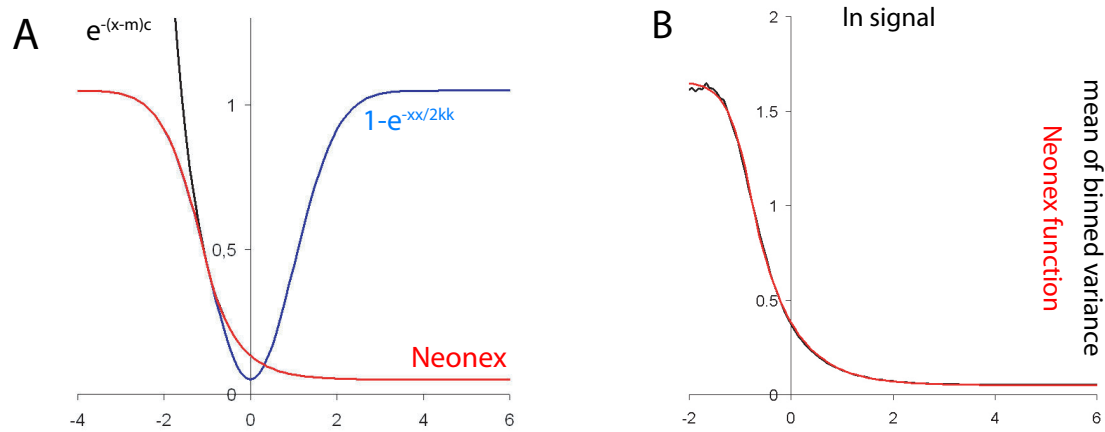 A
e-(x-m)c
1-e-xx/2kk
Neonex
1
0,5
0
-4
-2
0
2
4
6
B
ln signal
2
1.5
1
0.5
0
-2
0
2
4
6
Neonex function
mean of binned variance